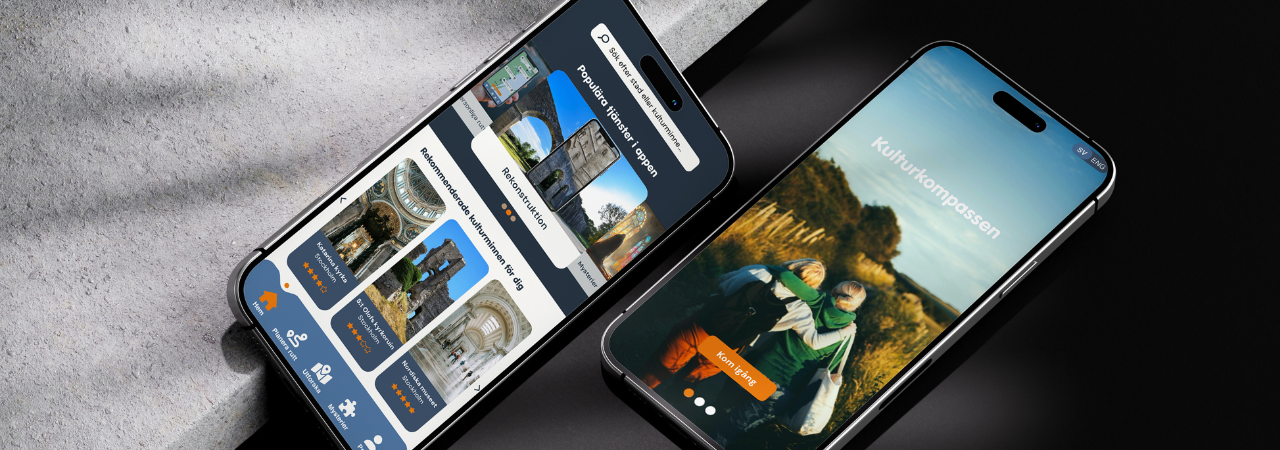 Sök efter stad eller kulturminne...
Populära tjänster i appen
Rekonstruktion
Mysterier
Rekommenderade kulturminnen för dig
Katarina kyrka
Stockholm
S:t Olofs kyrkoruin
Stockholm
Nordiska museet
Stockholm
Hem
Planera rutt
Utforska
Mysterier
SV ENG
Kulturkompassen
Kom igång